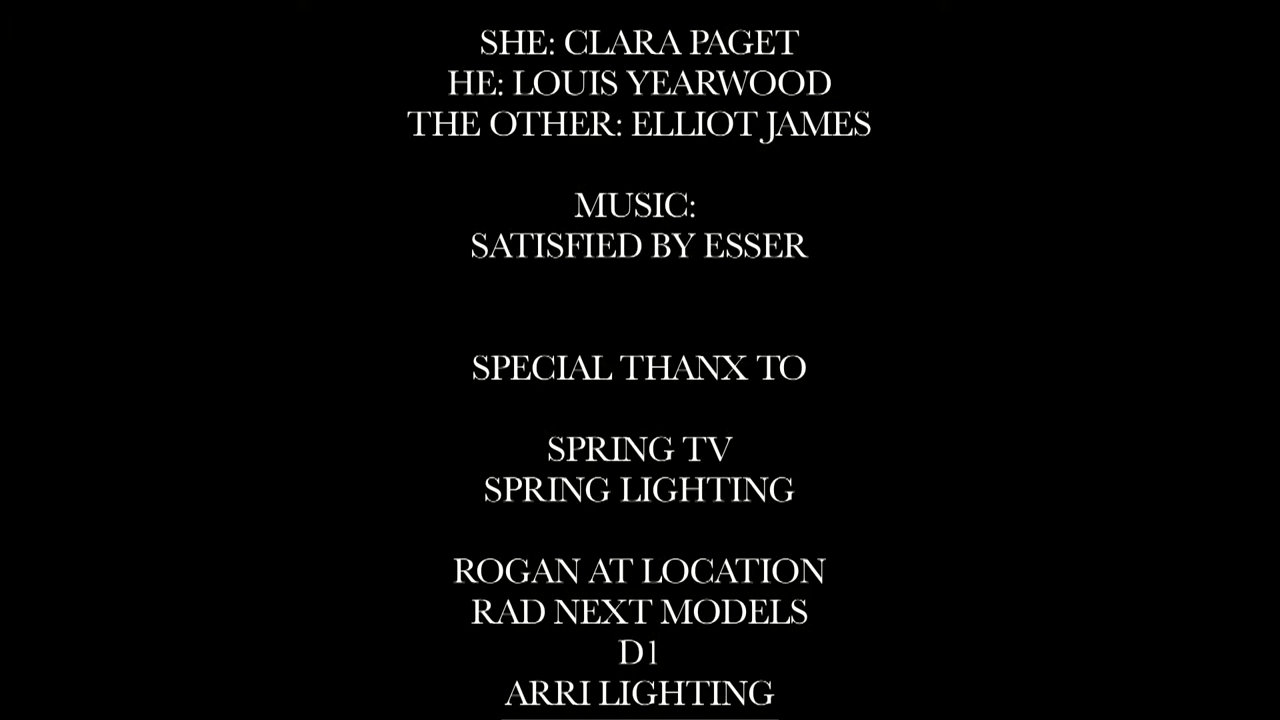 SHE: CLARA PAGET
HE: LOUIS YEARWOOD
THE OTHER: ELLIOT JAMES
MUSIC:
SATISFIED BY ESSER
SPECIAL THANX TO
SPRING TV
SPRING LIGHTING
ROGAN AT LOCATION
RAD NEXT MODELS
D1
ARRI LIGHTING